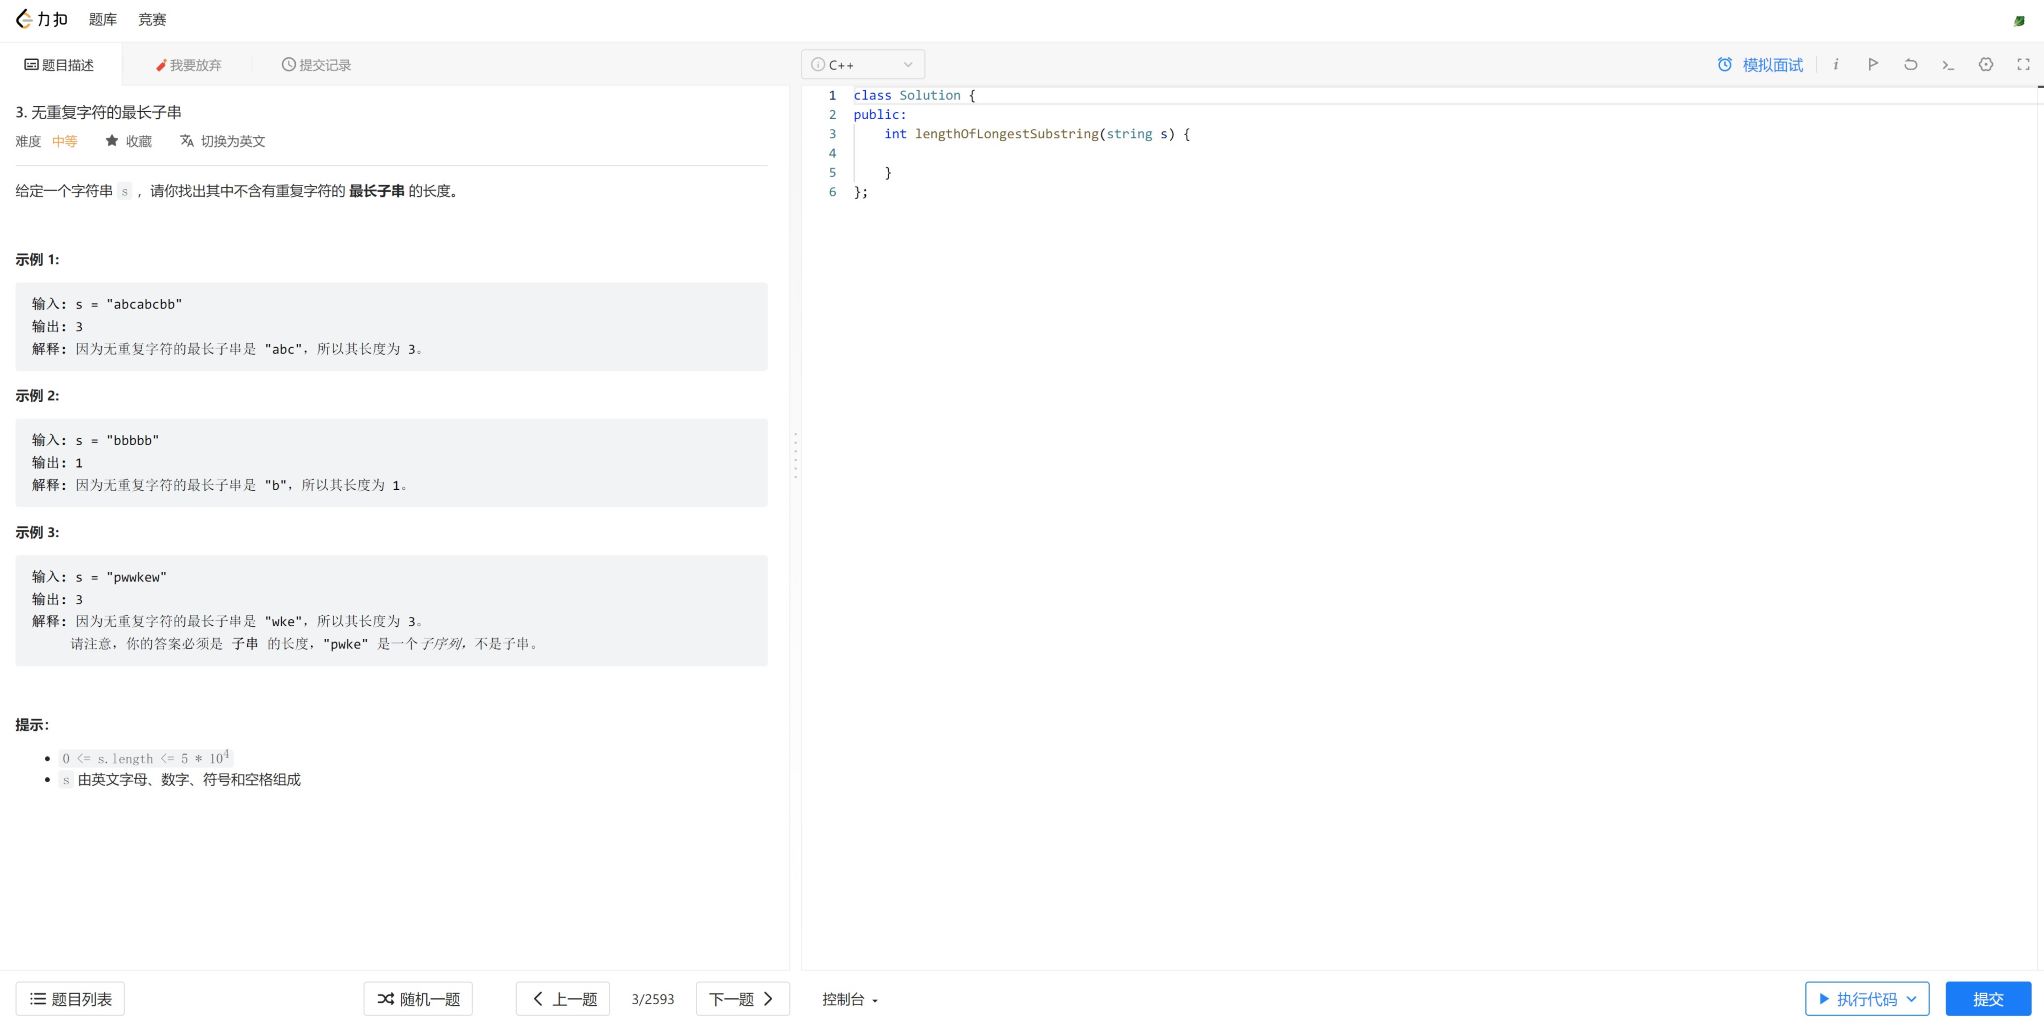 力扣 题库 竞赛
题目描述 我要放弃 提交记录
3. 无重复字符的最长子串
难度 中等 收藏 切换为英文
给定一个字符串 s ，请你找出其中不含有重复字符的 最长子串 的长度。
示例 1:
输入: s = "abcabcbb"
输出: 3
解释: 因为无重复字符的最长子串是 "abc"，所以其长度为 3。
示例 2:
输入: s = "bbbbb"
输出: 1
解释: 因为无重复字符的最长子串是 "b"，所以其长度为 1。
示例 3:
输入: s = "pwwkew"
输出: 3
解释: 因为无重复字符的最长子串是 "wke"，所以其长度为 3。
请注意，你的答案必须是 子串 的长度，"pwke" 是一个子序列，不是子串。
提示：
• 0 <= s.length <= 5 * 10⁴
• s 由英文字母、数字、符号和空格组成
题目列表 随机一题 上一题 3/2593 下一题
C++ 模拟面试
1 class Solution {
2 public:
3     int lengthOfLongestSubstring(string s) {
4
5     }
6 };
控制台 执行代码 提交